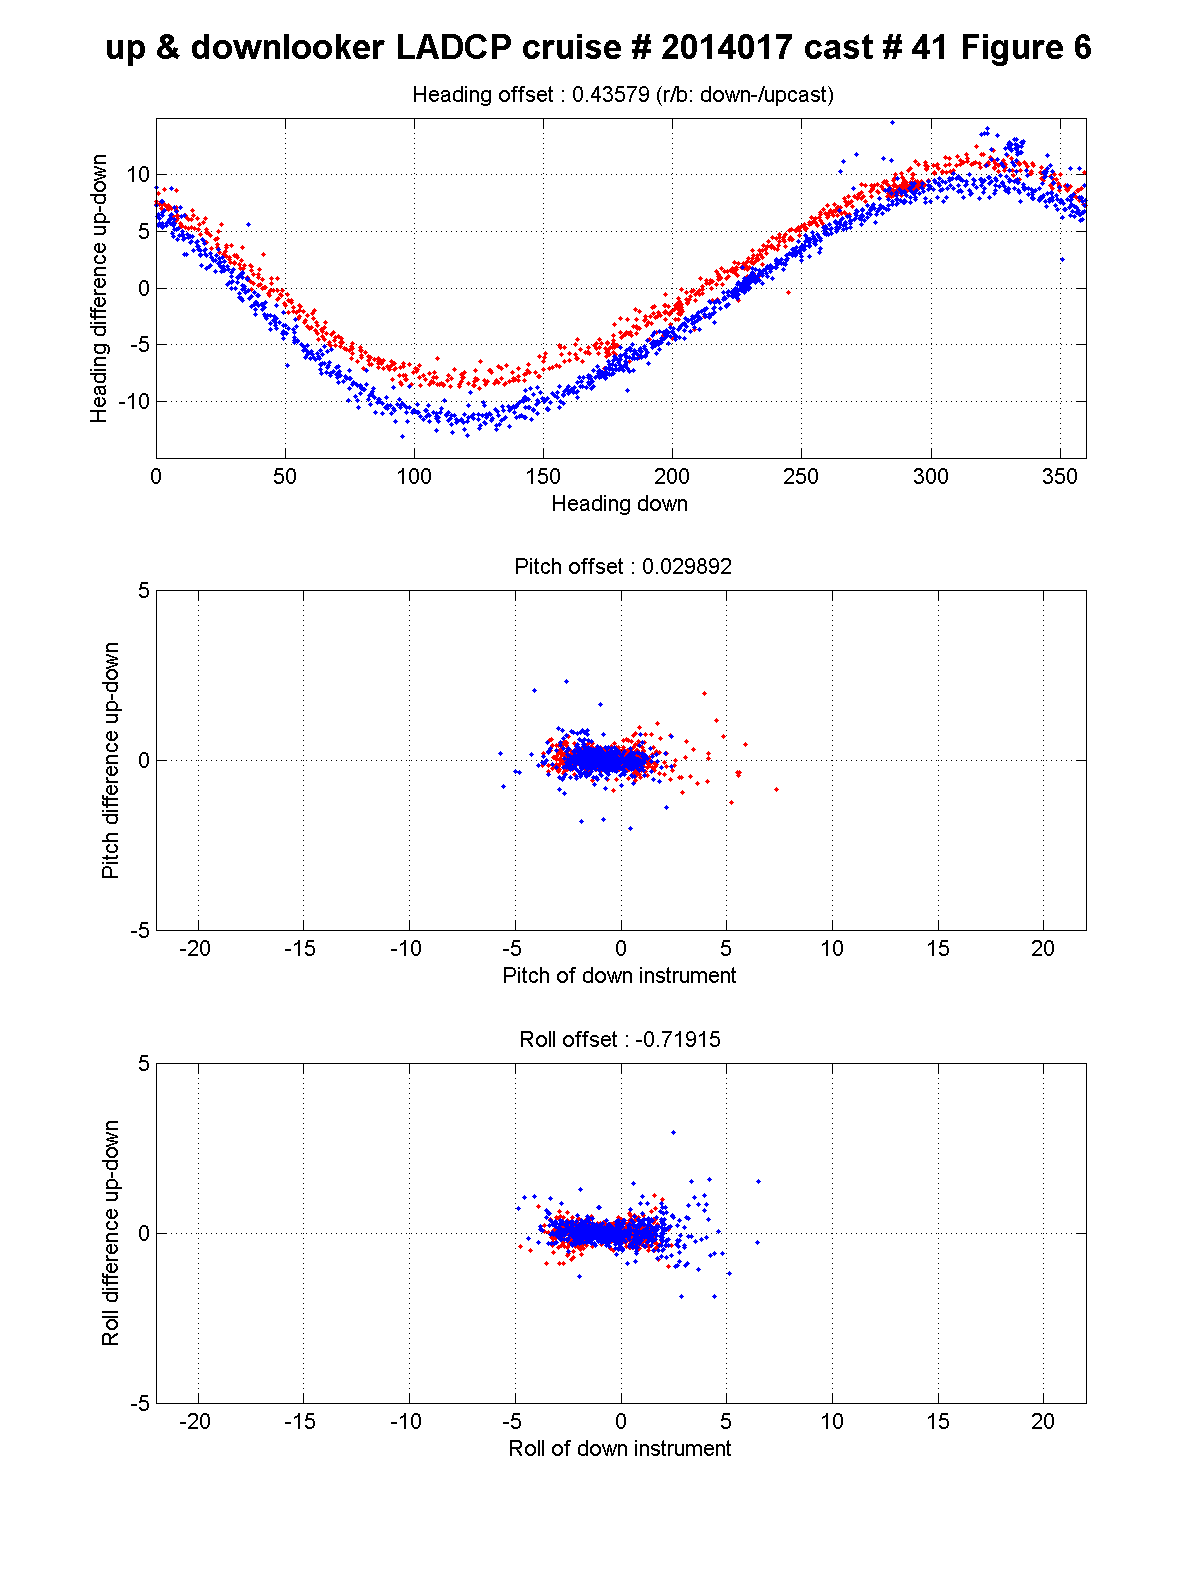 up & downlooker LADCP cruise # 2014017 cast # 41 Figure 6
Heading offset : 0.43579 (r/b: down-/upcast)
Heading difference up-down
10
5
0
-5
-10
0 50 100 150 200 250 300 350
Heading down
Pitch offset : 0.029892
Pitch difference up-down
5
0
-5
-20 -15 -10 -5 0 5 10 15 20
Pitch of down instrument
Roll offset : -0.71915
Roll difference up-down
5
0
-5
-20 -15 -10 -5 0 5 10 15 20
Roll of down instrument